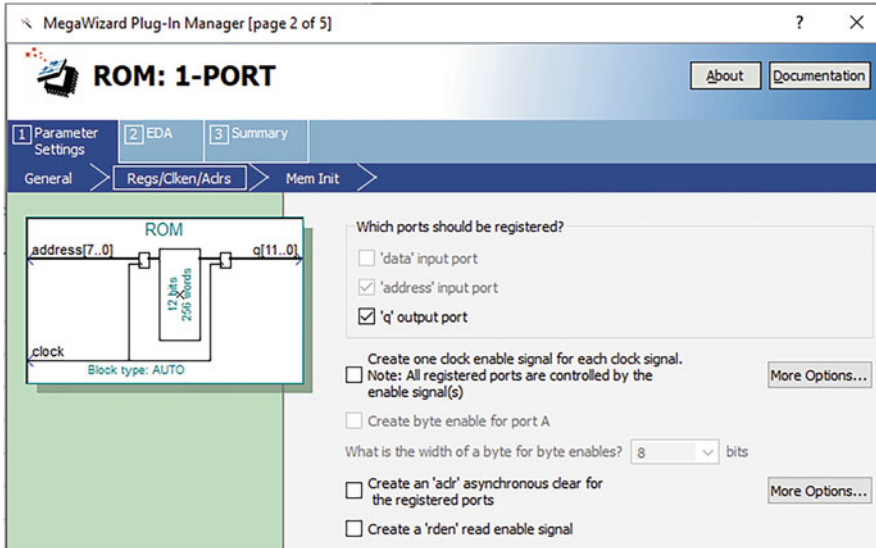 MegaWizard Plug-In Manager [page 2 of 5]
?
ROM: 1-PORT
About
Documentation
1 Parameter Settings
2 EDA
3 Summary
General
Regs/Clken/Aclrs
Mem Init
ROM
address[7..0]
q[11..0]
12 bits
256 words
clock
Block type: AUTO
Which ports should be registered?
'data' input port
'address' input port
'q' output port
Create one clock enable signal for each clock signal.
Note: All registered ports are controlled by the
enable signal(s)
More Options...
Create byte enable for port A
What is the width of a byte for byte enables?
8
bits
Create an 'aclr' asynchronous clear for
the registered ports
More Options...
Create a 'rden' read enable signal